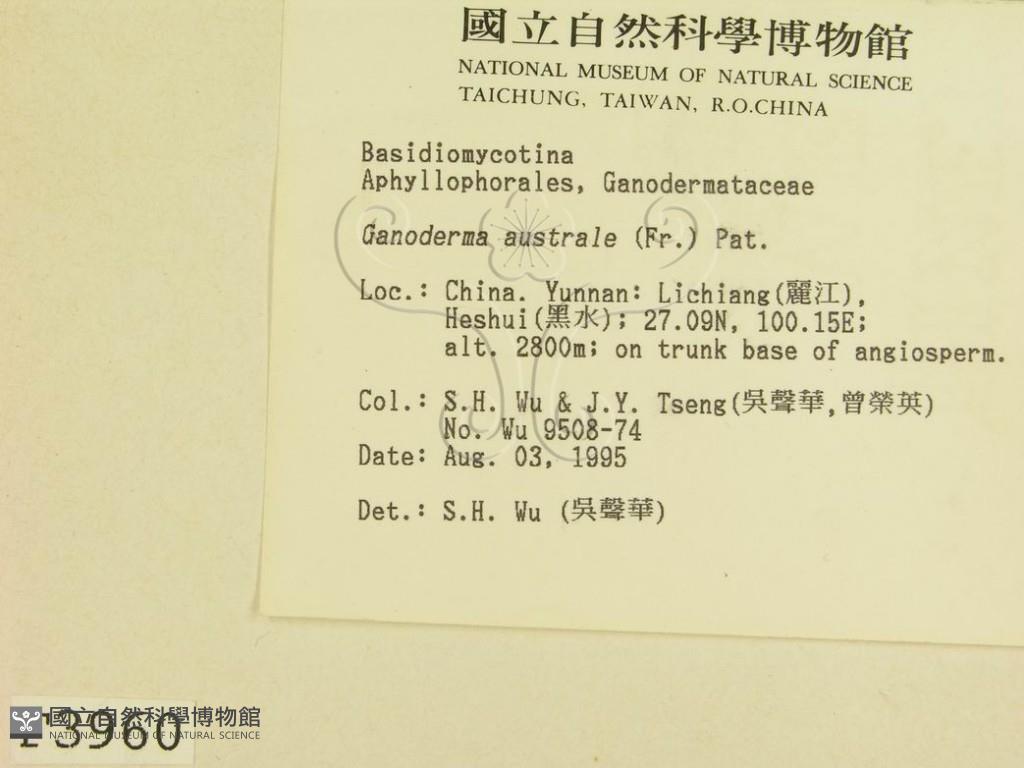 國立自然科學博物館
NATIONAL MUSEUM OF NATURAL SCIENCE
TAICHUNG, TAIWAN, R.O.CHINA
Basidiomycotina
Aphyllophorales, Ganodermataceae
Ganoderma australe (Fr.) Pat.
Loc.: China. Yunnan: Lichiang(麗江),
Heshui(黑水); 27.09N, 100.15E;
alt. 2800m; on trunk base of angiosperm.
Col.: S.H. Wu & J.Y. Tseng(吳聲華,曾榮英)
No. Wu 9508-74
Date: Aug. 03, 1995
Det.: S.H. Wu (吳聲華)
國立自然科學博物館
NATIONAL MUSEUM OF NATURAL SCIENCE
F3960